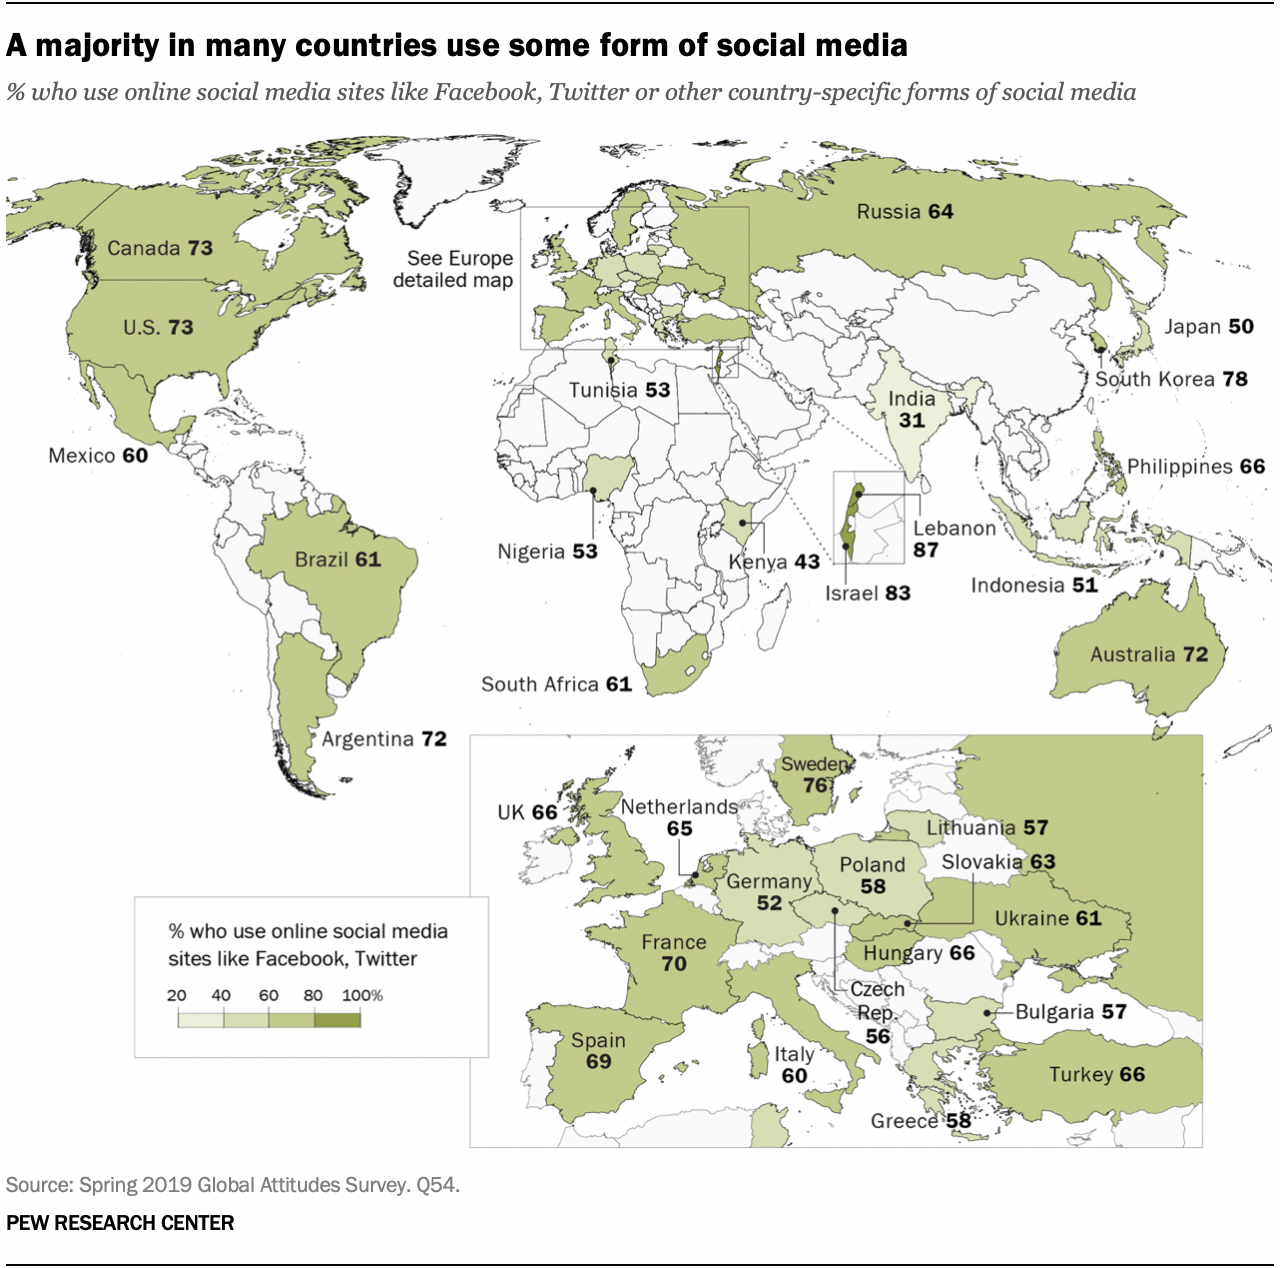 A majority in many countries use some form of social media
% who use online social media sites like Facebook, Twitter or other country-specific forms of social media
Russia 64
Canada 73
See Europe
detailed map
U.S. 73
Japan 50
South Korea 78
Tunisia 53
India
31
Mexico 60
Philippines 66
Lebanon
87
Nigeria 53
Kenya 43
Brazil 61
Israel 83
Indonesia 51
Australia 72
South Africa 61
Argentina 72
Sweden
76
UK 66
Netherlands
65
Lithuania 57
Slovakia 63
Poland
58
Germany
52
Ukraine 61
France
70
Hungary 66
Czech
Rep.
56
Bulgaria 57
Spain
69
Italy
60
Turkey 66
Greece 58
% who use online social media
sites like Facebook, Twitter
20 40 60 80 100%
Source: Spring 2019 Global Attitudes Survey. Q54.
PEW RESEARCH CENTER